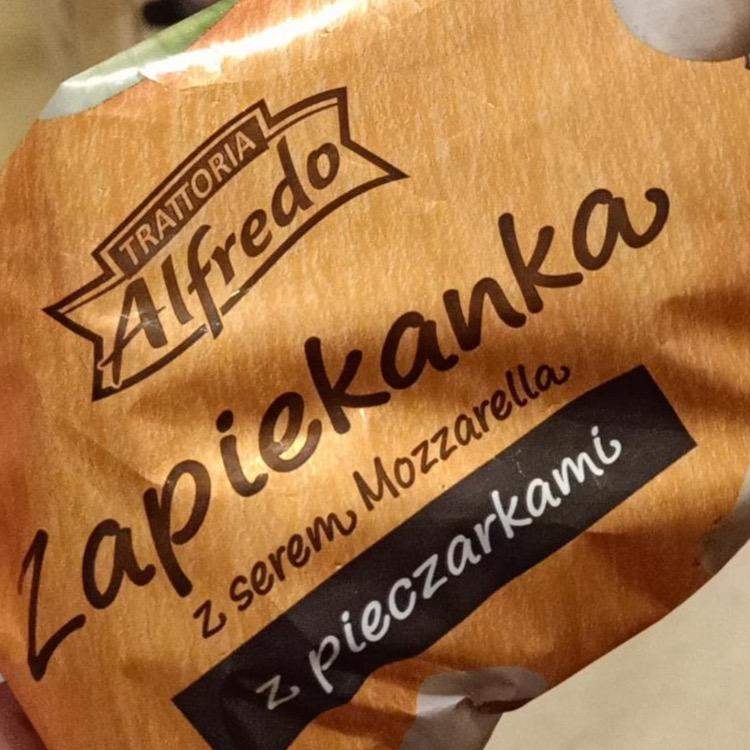 TRATTORIA
Alfredo
Zapiekanka
z serem Mozzarella
z pieczarkami